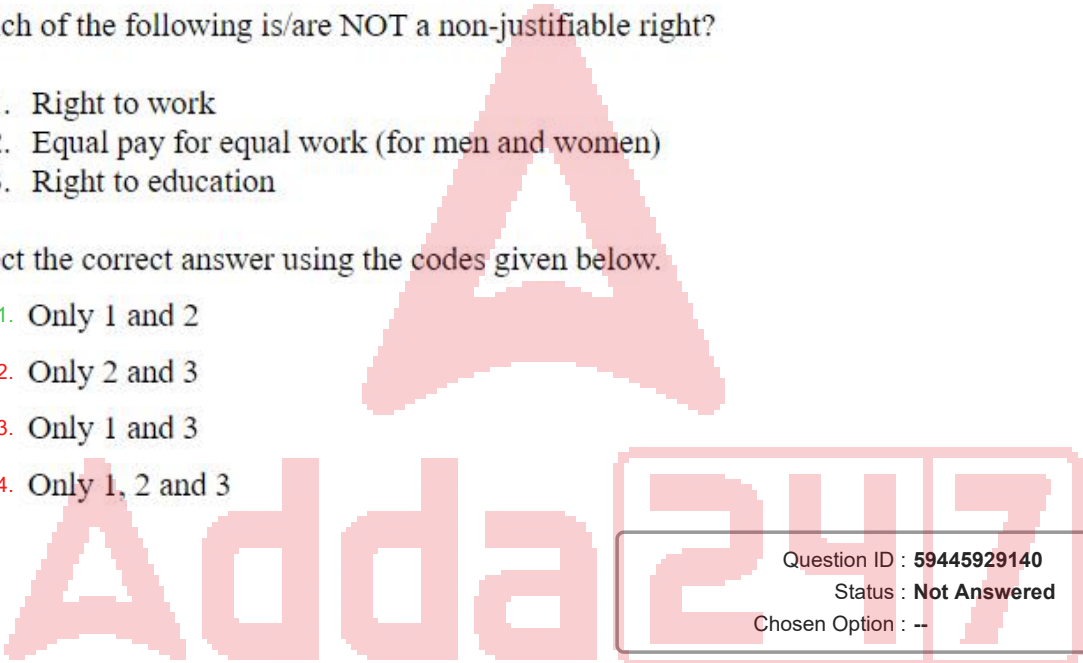 ch of the following is/are NOT a non-justifiable right?
. Right to work
. Equal pay for equal work (for men and women)
. Right to education
ct the correct answer using the codes given below.
1. Only 1 and 2
2. Only 2 and 3
3. Only 1 and 3
4. Only 1, 2 and 3
Adda 247
Question ID : 59445929140
Status : Not Answered
Chosen Option : --